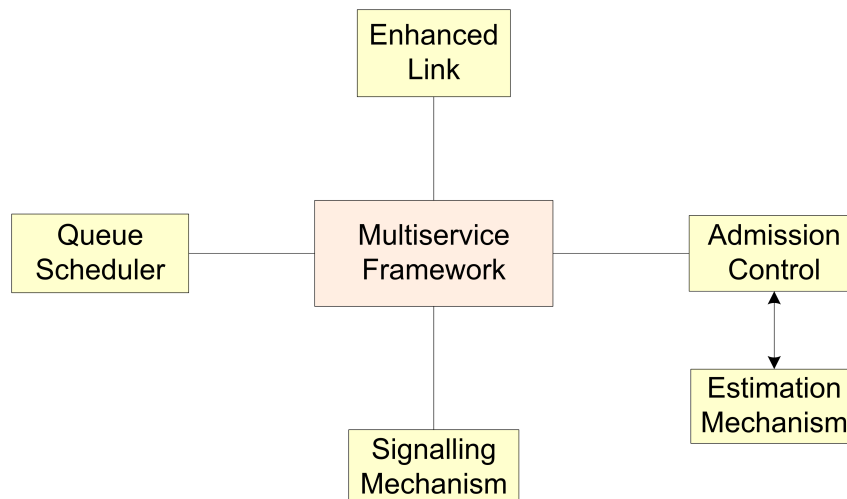 Enhanced
Link
Queue
Scheduler
Multiservice
Framework
Admission
Control
Estimation
Mechanism
Signalling
Mechanism